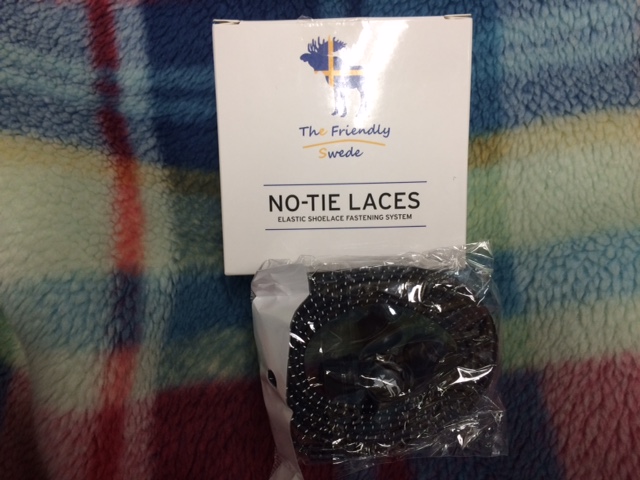 The Friendly
Swede
NO-TIE LACES
ELASTIC SHOELACE FASTENING SYSTEM